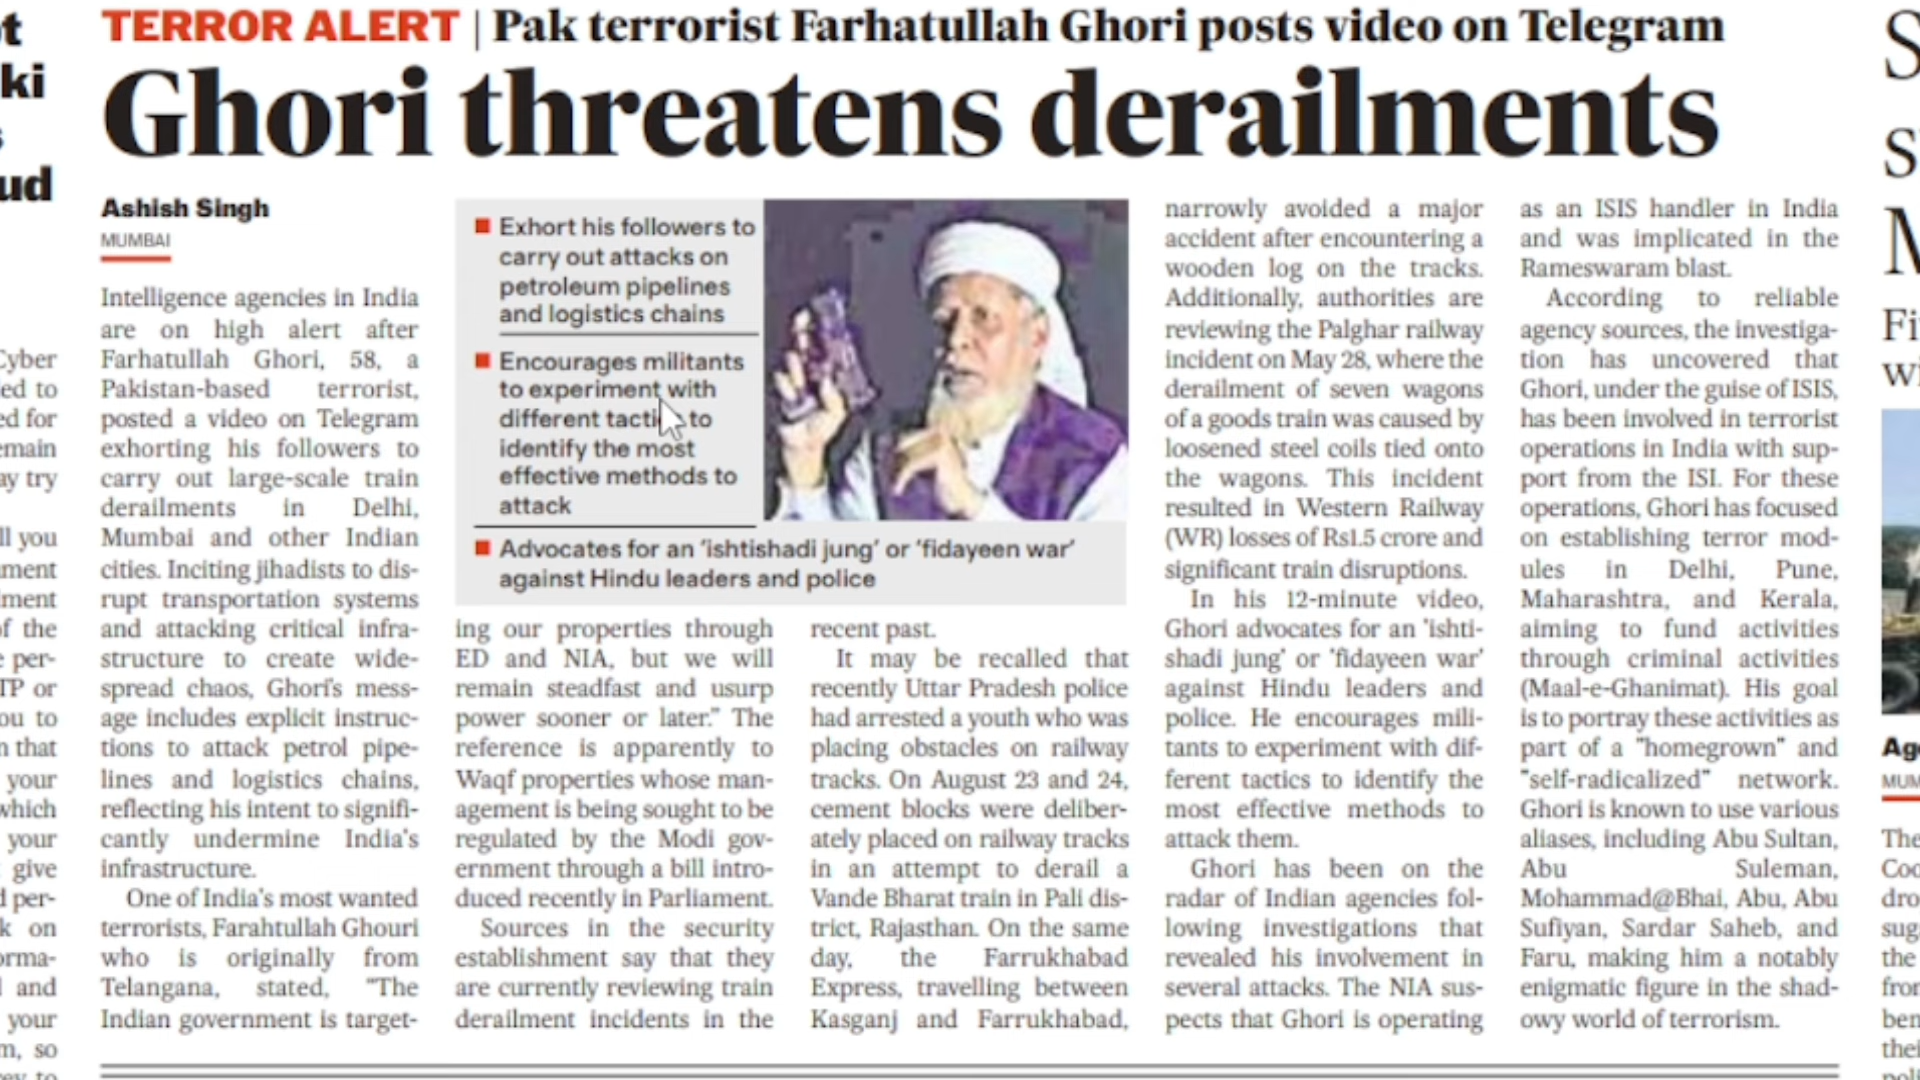 TERROR ALERT | Pak terrorist Farhatullah Ghori posts video on Telegram
Ghori threatens derailments
Ashish Singh
MUMBAI
Intelligence agencies in India
are on high alert after
Farhatullah Ghori, 58, a
Pakistan-based terrorist,
posted a video on Telegram
exhorting his followers to
carry out large-scale train
derailments in Delhi,
Mumbai and other Indian
cities. Inciting jihadists to dis-
rupt transportation systems
and attacking critical infra-
structure to create wide-
spread chaos, Ghori's mess-
age includes explicit instruc-
tions to attack petrol pipe-
lines and logistics chains,
reflecting his intent to signifi-
cantly undermine India's
infrastructure.
One of India's most wanted
terrorists, Farahtullah Ghouri
who is originally from
Telangana, stated, "The
Indian government is target-
Exhort his followers to
carry out attacks on
petroleum pipelines
and logistics chains
Encourages militants
to experiment with
different to
identify the most
effective methods to
attack
Advocates for an 'ishtishadi jung' or 'fidayeen war'
against Hindu leaders and police
ing our properties through
ED and NIA, but we will
remain steadfast and usurp
power sooner or later." The
reference is apparently to
Waqf properties whose man-
agement is being sought to be
regulated by the Modi gov-
ernment through a bill intro-
duced recently in Parliament.
Sources in the security
establishment say that they
are currently reviewing train
derailment incidents in the
recent past.
It may be recalled that
recently Uttar Pradesh police
had arrested a youth who was
placing obstacles on railway
tracks. On August 23 and 24,
cement blocks were deliber-
ately placed on railway tracks
in an attempt to derail a
Vande Bharat train in Pali dis-
trict, Rajasthan. On the same
day, the Farrukhabad
Express, travelling between
Kasganj and Farrukhabad,
narrowly avoided a major
accident after encountering a
wooden log on the tracks.
Additionally, authorities are
reviewing the Palghar railway
incident on May 28, where the
derailment of seven wagons
of a goods train was caused by
loosened steel coils tied onto
the wagons. This incident
resulted in Western Railway
(WR) losses of Rs1.5 crore and
significant train disruptions.
In his 12-minute video,
Ghori advocates for an 'ishti-
shadi jung' or 'fidayeen war'
against Hindu leaders and
police. He encourages mili-
tants to experiment with dif-
ferent tactics to identify the
most effective methods to
attack them.
Ghori has been on the
radar of Indian agencies fol-
lowing investigations that
revealed his involvement in
several attacks. The NIA sus-
pects that Ghori is operating
as an ISIS handler in India
and was implicated in the
Rameswaram blast.
According to reliable
agency sources, the investiga-
tion has uncovered that
Ghori, under the guise of ISIS,
has been involved in terrorist
operations in India with sup-
port from the ISI. For these
operations, Ghori has focused
on establishing terror mod-
ules in Delhi, Pune,
Maharashtra, and Kerala,
aiming to fund activities
through criminal activities
(Maal-e-Ghanimat). His goal
is to portray these activities as
part of a "homegrown" and
"self-radicalized" network.
Ghori is known to use various
aliases, including Abu Sultan,
Abu Suleman,
Mohammad@Bhai, Abu, Abu
Sufiyan, Sardar Saheb, and
Faru, making him a notably
enigmatic figure in the shad-
owy world of terrorism.